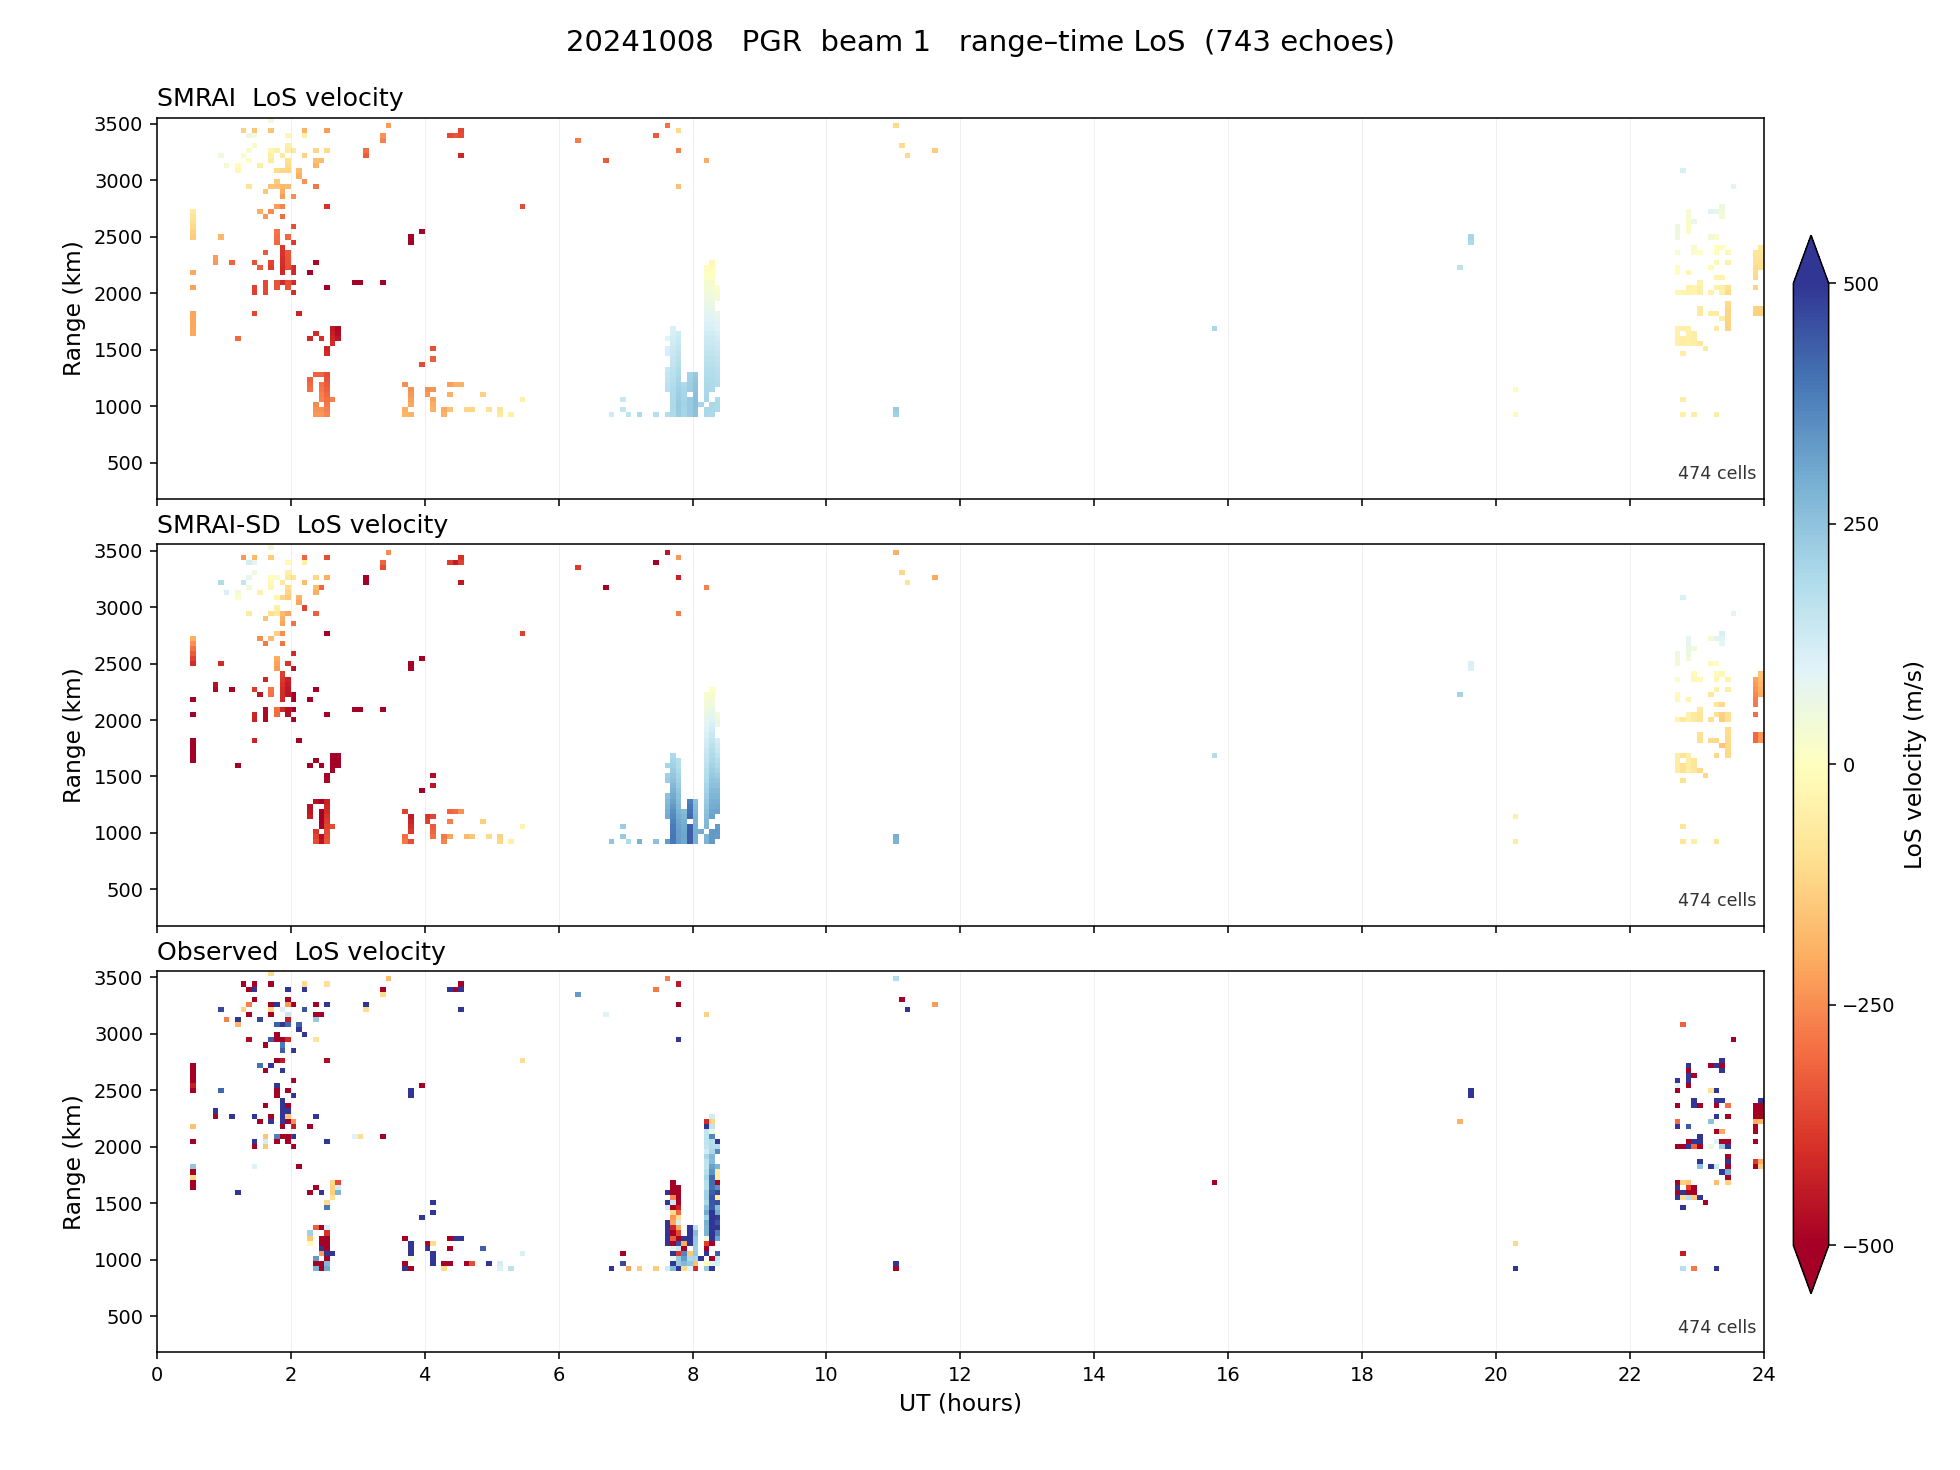 20241008   PGR  beam 1   range–time LoS  (743 echoes)
SMRAI  LoS velocity
3500
3000
2500
2000
1500
1000
500
Range (km)
474 cells
SMRAI-SD  LoS velocity
3500
3000
2500
2000
1500
1000
500
Range (km)
474 cells
Observed  LoS velocity
3500
3000
2500
2000
1500
1000
500
Range (km)
474 cells
0 2 4 6 8 10 12 14 16 18 20 22 24
UT (hours)
500
250
0
−250
−500
LoS velocity (m/s)